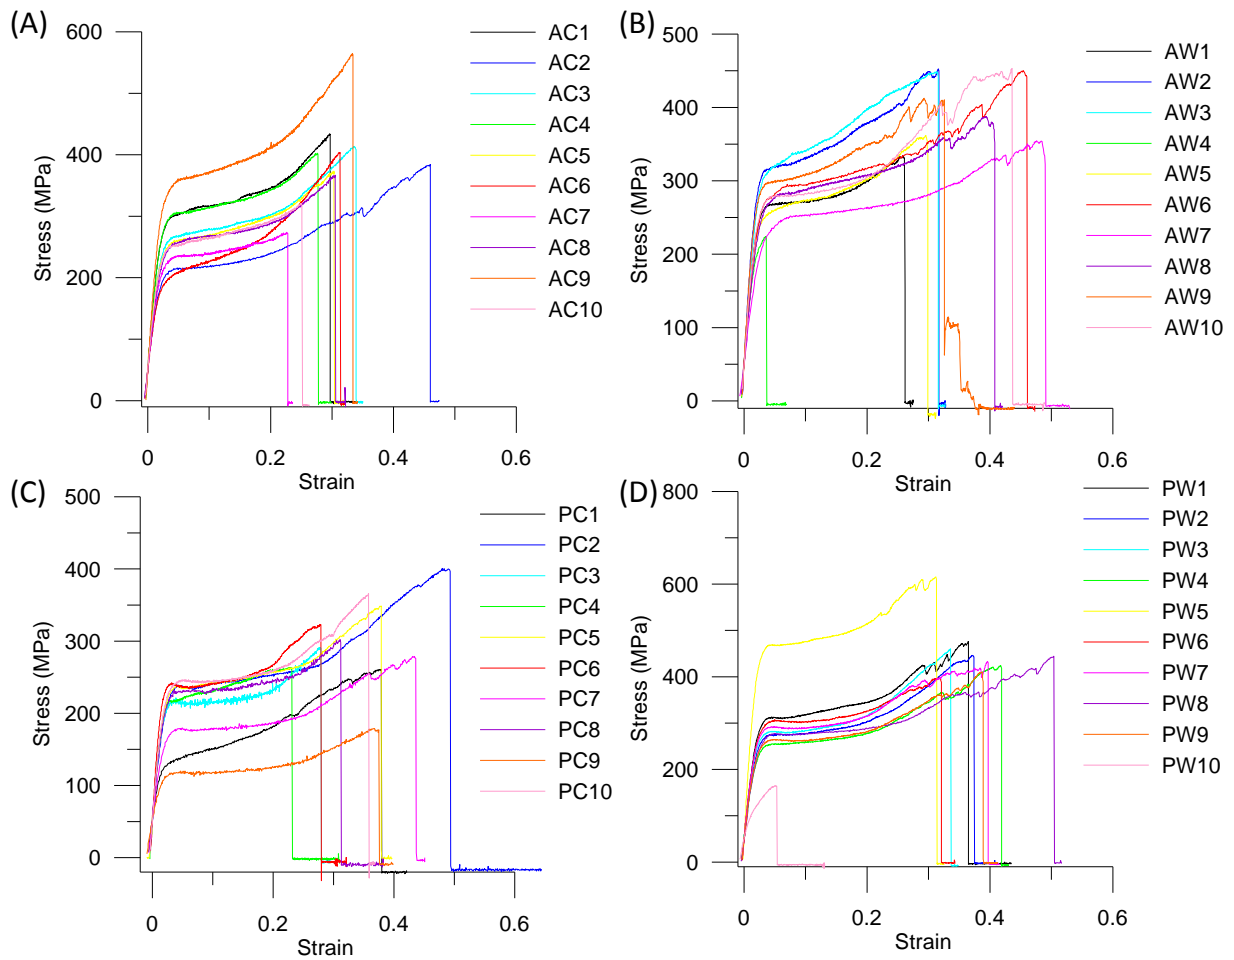 (A)
600
400
200
0
Stress (MPa)
0
0.2
0.4
0.6
Strain
AC1
AC2
AC3
AC4
AC5
AC6
AC7
AC8
AC9
AC10
(B)
500
400
300
200
100
0
Stress (MPa)
0
0.2
0.4
0.6
Strain
AW1
AW2
AW3
AW4
AW5
AW6
AW7
AW8
AW9
AW10
(C)
500
400
300
200
100
0
Stress (MPa)
0
0.2
0.4
0.6
Strain
PC1
PC2
PC3
PC4
PC5
PC6
PC7
PC8
PC9
PC10
(D)
800
600
400
200
0
Stress (MPa)
0
0.2
0.4
0.6
Strain
PW1
PW2
PW3
PW4
PW5
PW6
PW7
PW8
PW9
PW10